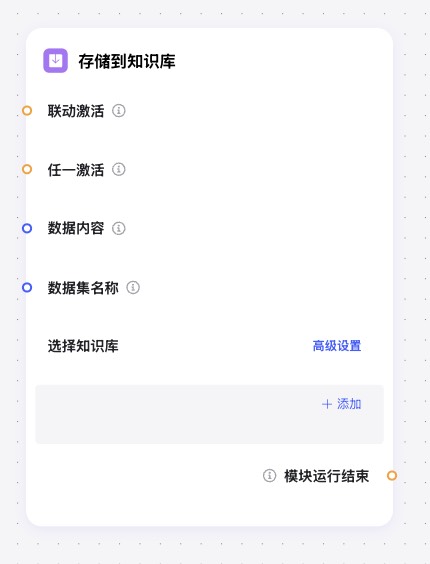 存储到知识库
联动激活
任一激活
数据内容
数据集名称
选择知识库 高级设置
＋ 添加
模块运行结束